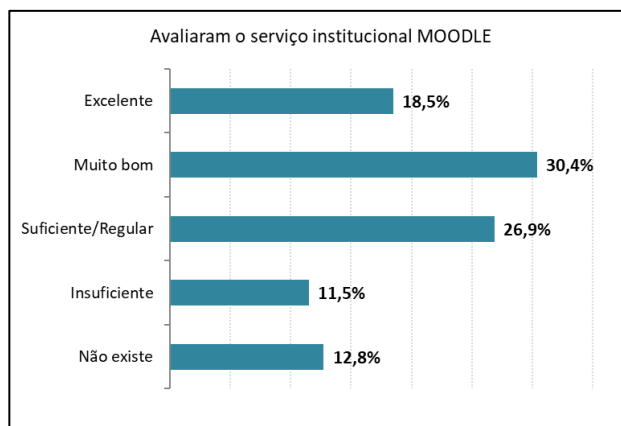 Avaliaram o serviço institucional MOODLE
Excelente 18,5%
Muito bom 30,4%
Suficiente/Regular 26,9%
Insuficiente 11,5%
Não existe 12,8%